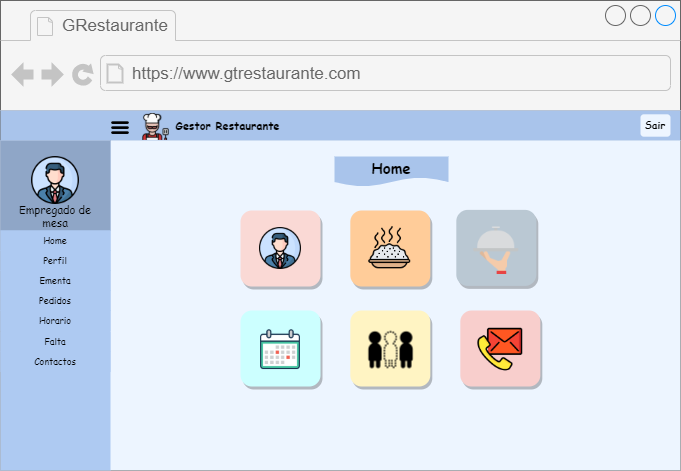 GRestaurante
https://www.gtrestaurante.com
Gestor Restaurante
Sair
Empregado de
mesa
Home
Perfil
Ementa
Pedidos
Horario
Falta
Contactos
Home